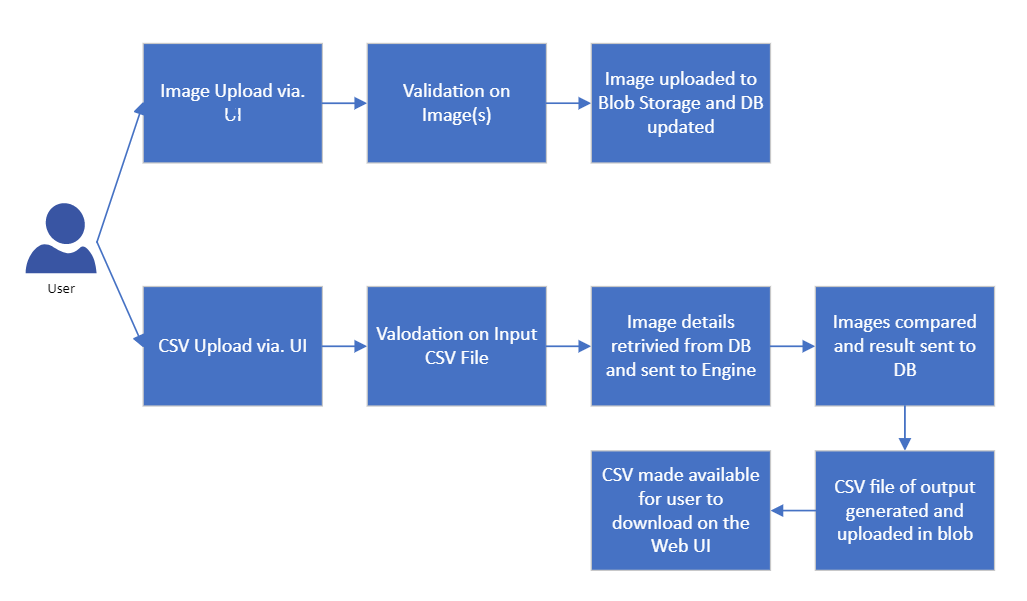 Image Upload via.
UI
Validation on
Image(s)
Image uploaded to
Blob Storage and DB
updated
User
CSV Upload via. UI
Valodation on Input
CSV File
Image details
retrivied from DB
and sent to Engine
Images compared
and result sent to
DB
CSV made available
for user to
download on the
Web UI
CSV file of output
generated and
uploaded in blob